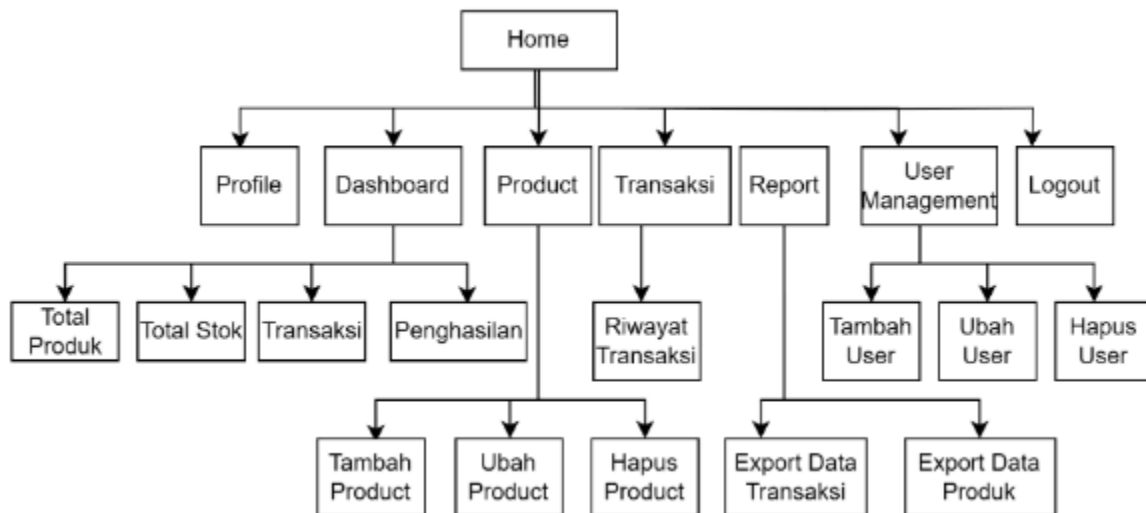 Home
Profile
Dashboard
Product
Transaksi
Report
User
Management
Logout
Total
Produk
Total Stok
Transaksi
Penghasilan
Riwayat
Transaksi
Tambah
User
Ubah
User
Hapus
User
Tambah
Product
Ubah
Product
Hapus
Product
Export Data
Transaksi
Export Data
Produk